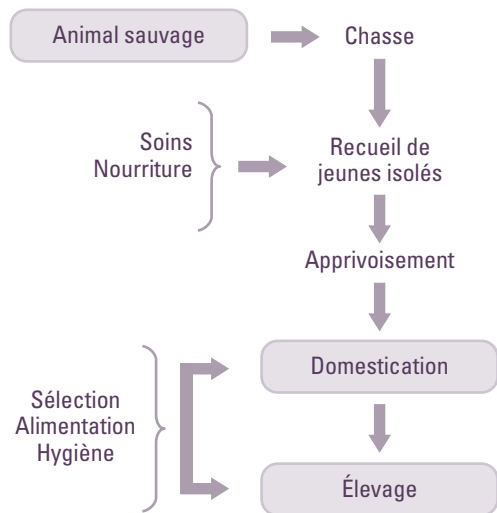 Animal sauvage
Chasse
Soins
Nourriture
Recueil de
jeunes isolés
Apprivoisement
Domestication
Sélection
Alimentation
Hygiène
Élevage